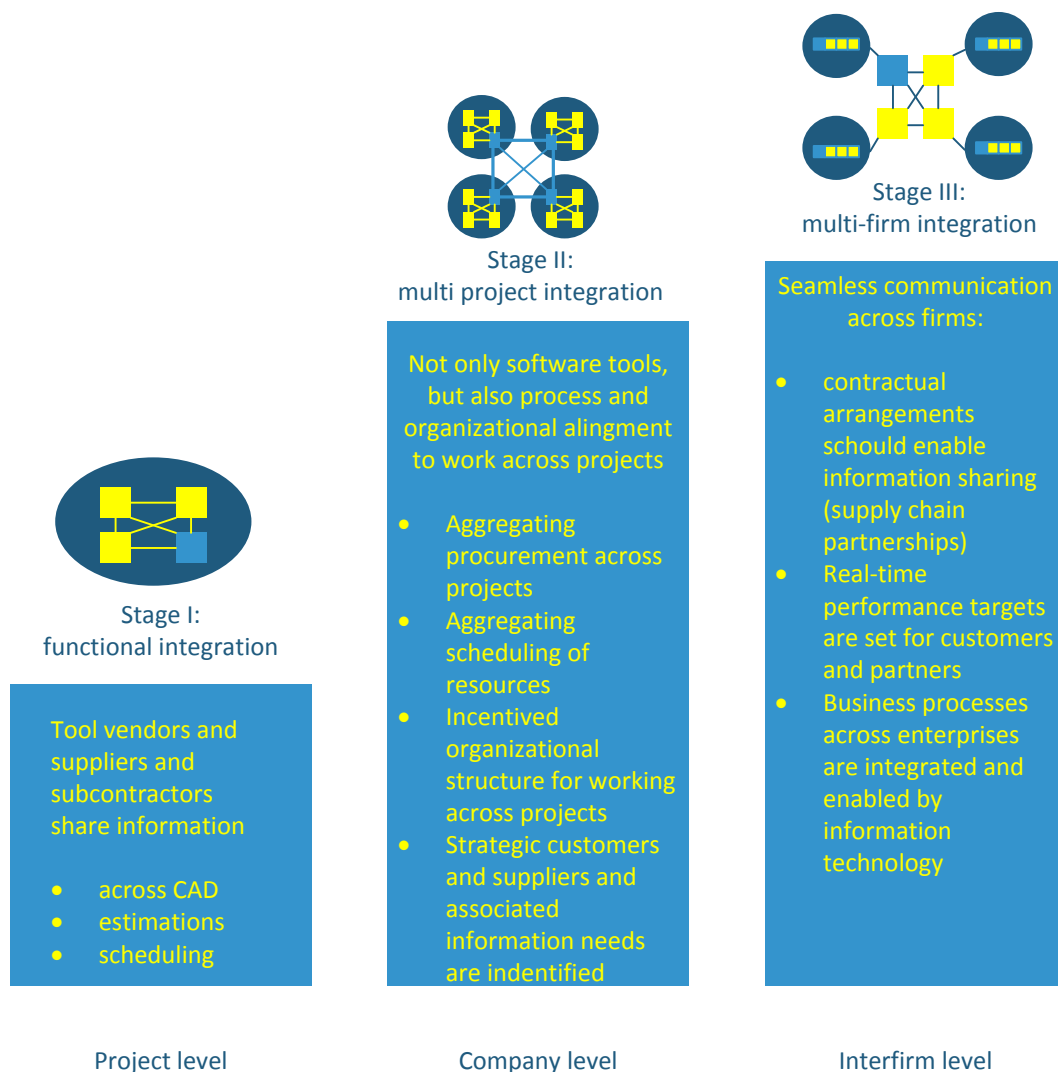 Stage I:
functional integration
Tool vendors and
suppliers and
subcontractors
share information
• across CAD
• estimations
• scheduling
Project level
Stage II:
multi project integration
Not only software tools,
but also process and
organizational alingment
to work across projects
• Aggregating
procurement across
projects
• Aggregating
scheduling of
resources
• Incentived
organizational
structure for working
across projects
• Strategic customers
and suppliers and
associated
information needs
are indentified
Company level
Stage III:
multi-firm integration
Seamless communication
across firms:
• contractual
arrangements
schould enable
information sharing
(supply chain
partnerships)
• Real-time
performance targets
are set for customers
and partners
• Business processes
across enterprises
are integrated and
enabled by
information
technology
Interfirm level